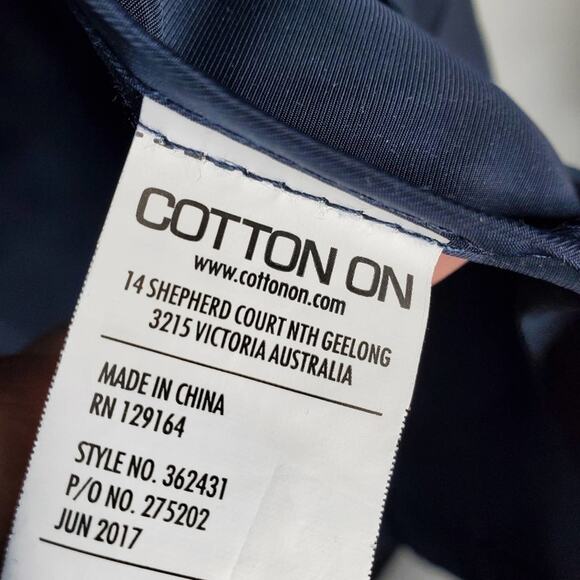 COTTON ON
www.cottonon.com
14 SHEPHERD COURT NTH GEELONG
3215 VICTORIA AUSTRALIA
MADE IN CHINA
RN 129164
STYLE NO. 362431
P/O NO. 275202
JUN 2017